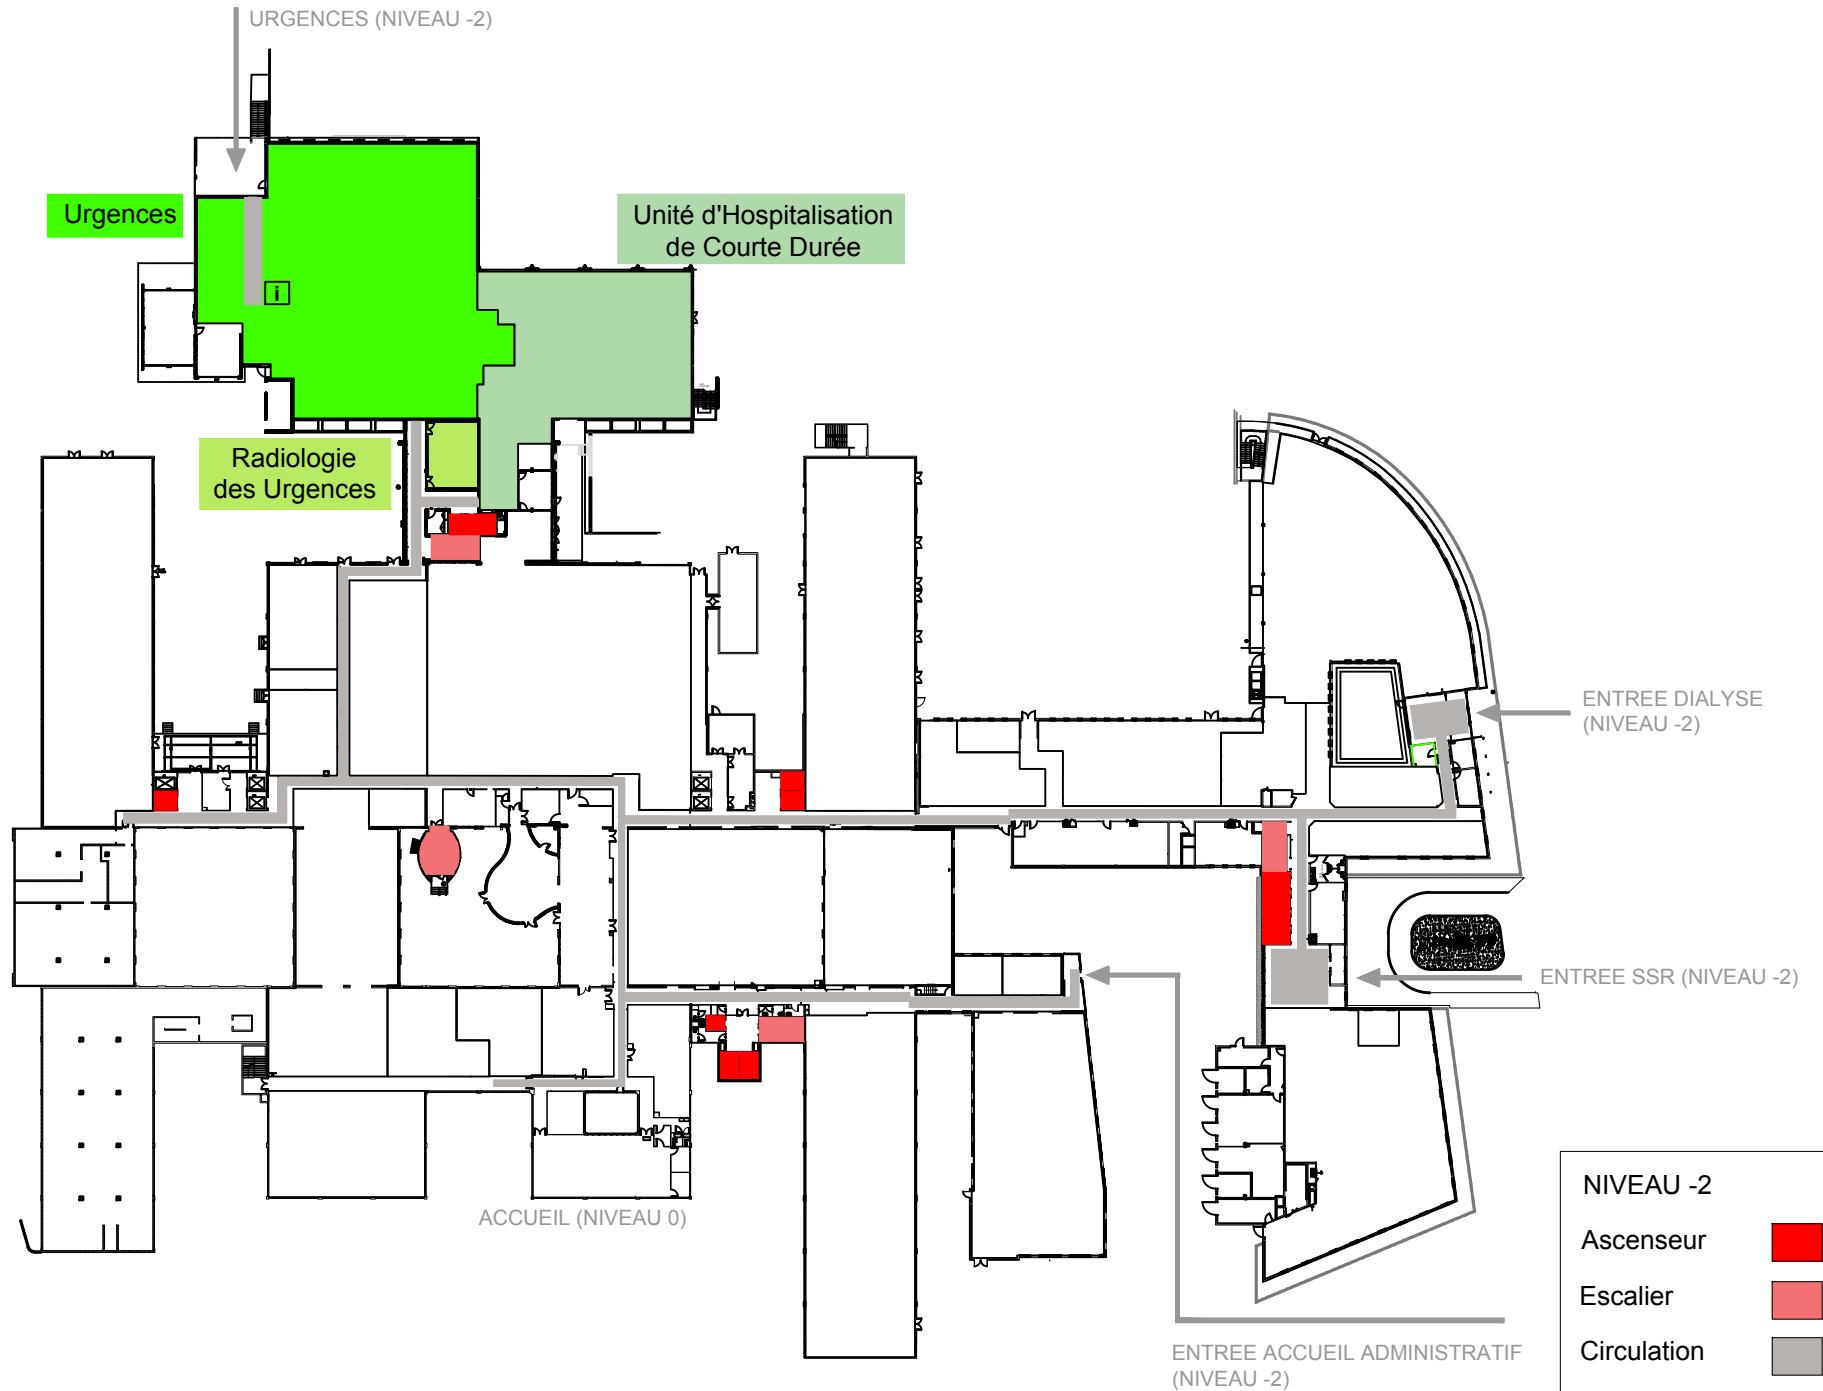 URGENCES (NIVEAU -2)
Urgences
Unité d'Hospitalisation
de Courte Durée
i
Radiologie
des Urgences
ENTREE DIALYSE
(NIVEAU -2)
ENTREE SSR (NIVEAU -2)
ACCUEIL (NIVEAU 0)
ENTREE ACCUEIL ADMINISTRATIF
(NIVEAU -2)
NIVEAU -2
Ascenseur
Escalier
Circulation